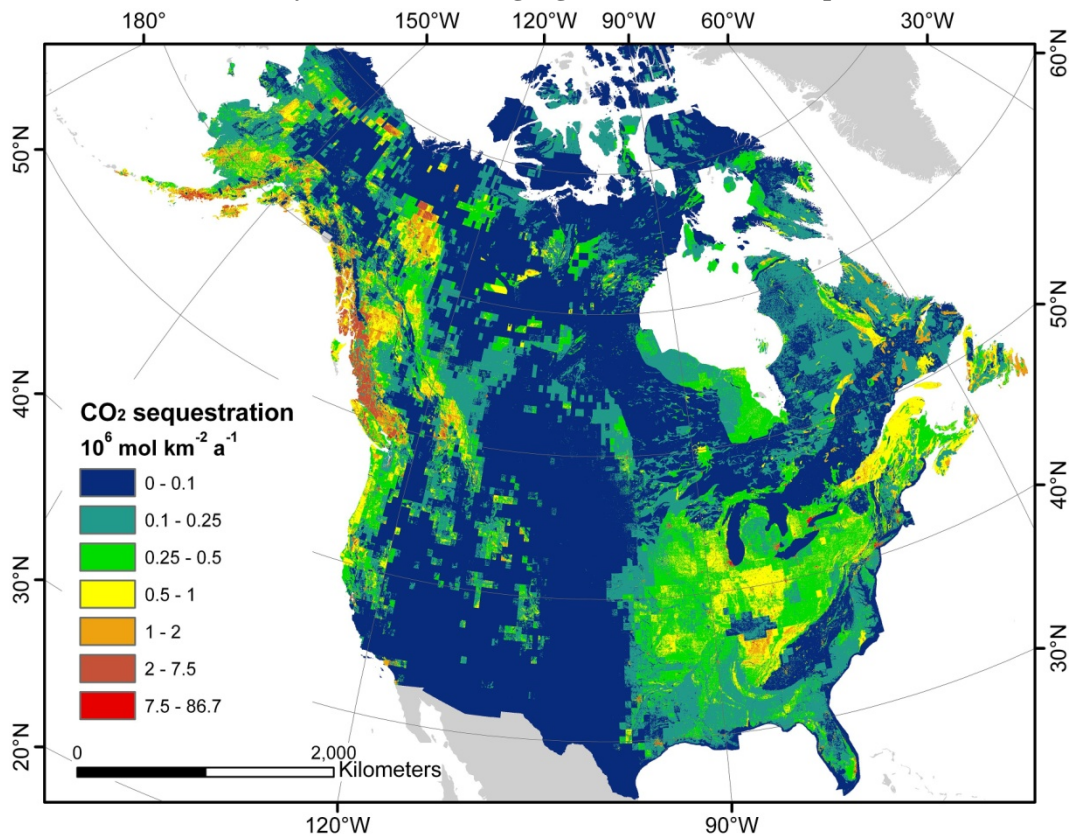 180° 150°W 120°W 90°W 60°W 30°W
60°N
50°N
50°N
40°N
40°N
30°N
30°N
20°N
CO₂ sequestration
10⁶ mol km⁻² a⁻¹
0 - 0.1
0.1 - 0.25
0.25 - 0.5
0.5 - 1
1 - 2
2 - 7.5
7.5 - 86.7
0 2,000
Kilometers
120°W 90°W